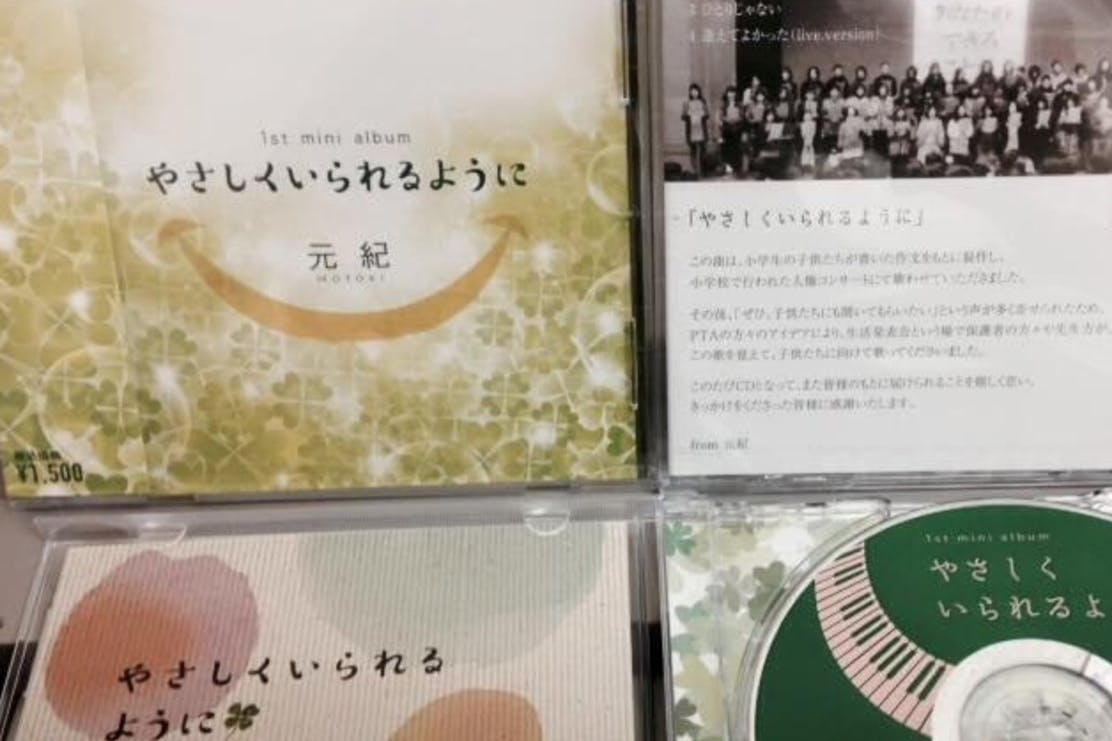 1st mini album
やさしくいられるように
元紀
MOTOKI
¥1,500
3 ひとりじゃない
4 逢えてよかった(live.version)
「やさしくいられるように」
この曲は、小学生の子供たちが書いた作文をもとに製作し、
小学校で行われた人権コンサートにて歌わせていただきました。
その後、「ぜひ、子供たちにも聞いてもらいたい」という声が多く寄せられたため、
PTAの方々のアイデアにより、生活発表会という場で保護者の方々や先生方が、
この歌を覚えて、子供たちに向けて歌ってくださいました。
このたびCDとなって、また皆様のもとに届けられることを嬉しく思い、
きっかけをくださった皆様に感謝いたします。
from 元紀
やさしくいられる
ように
1st mini album
やさしく
いられるよ